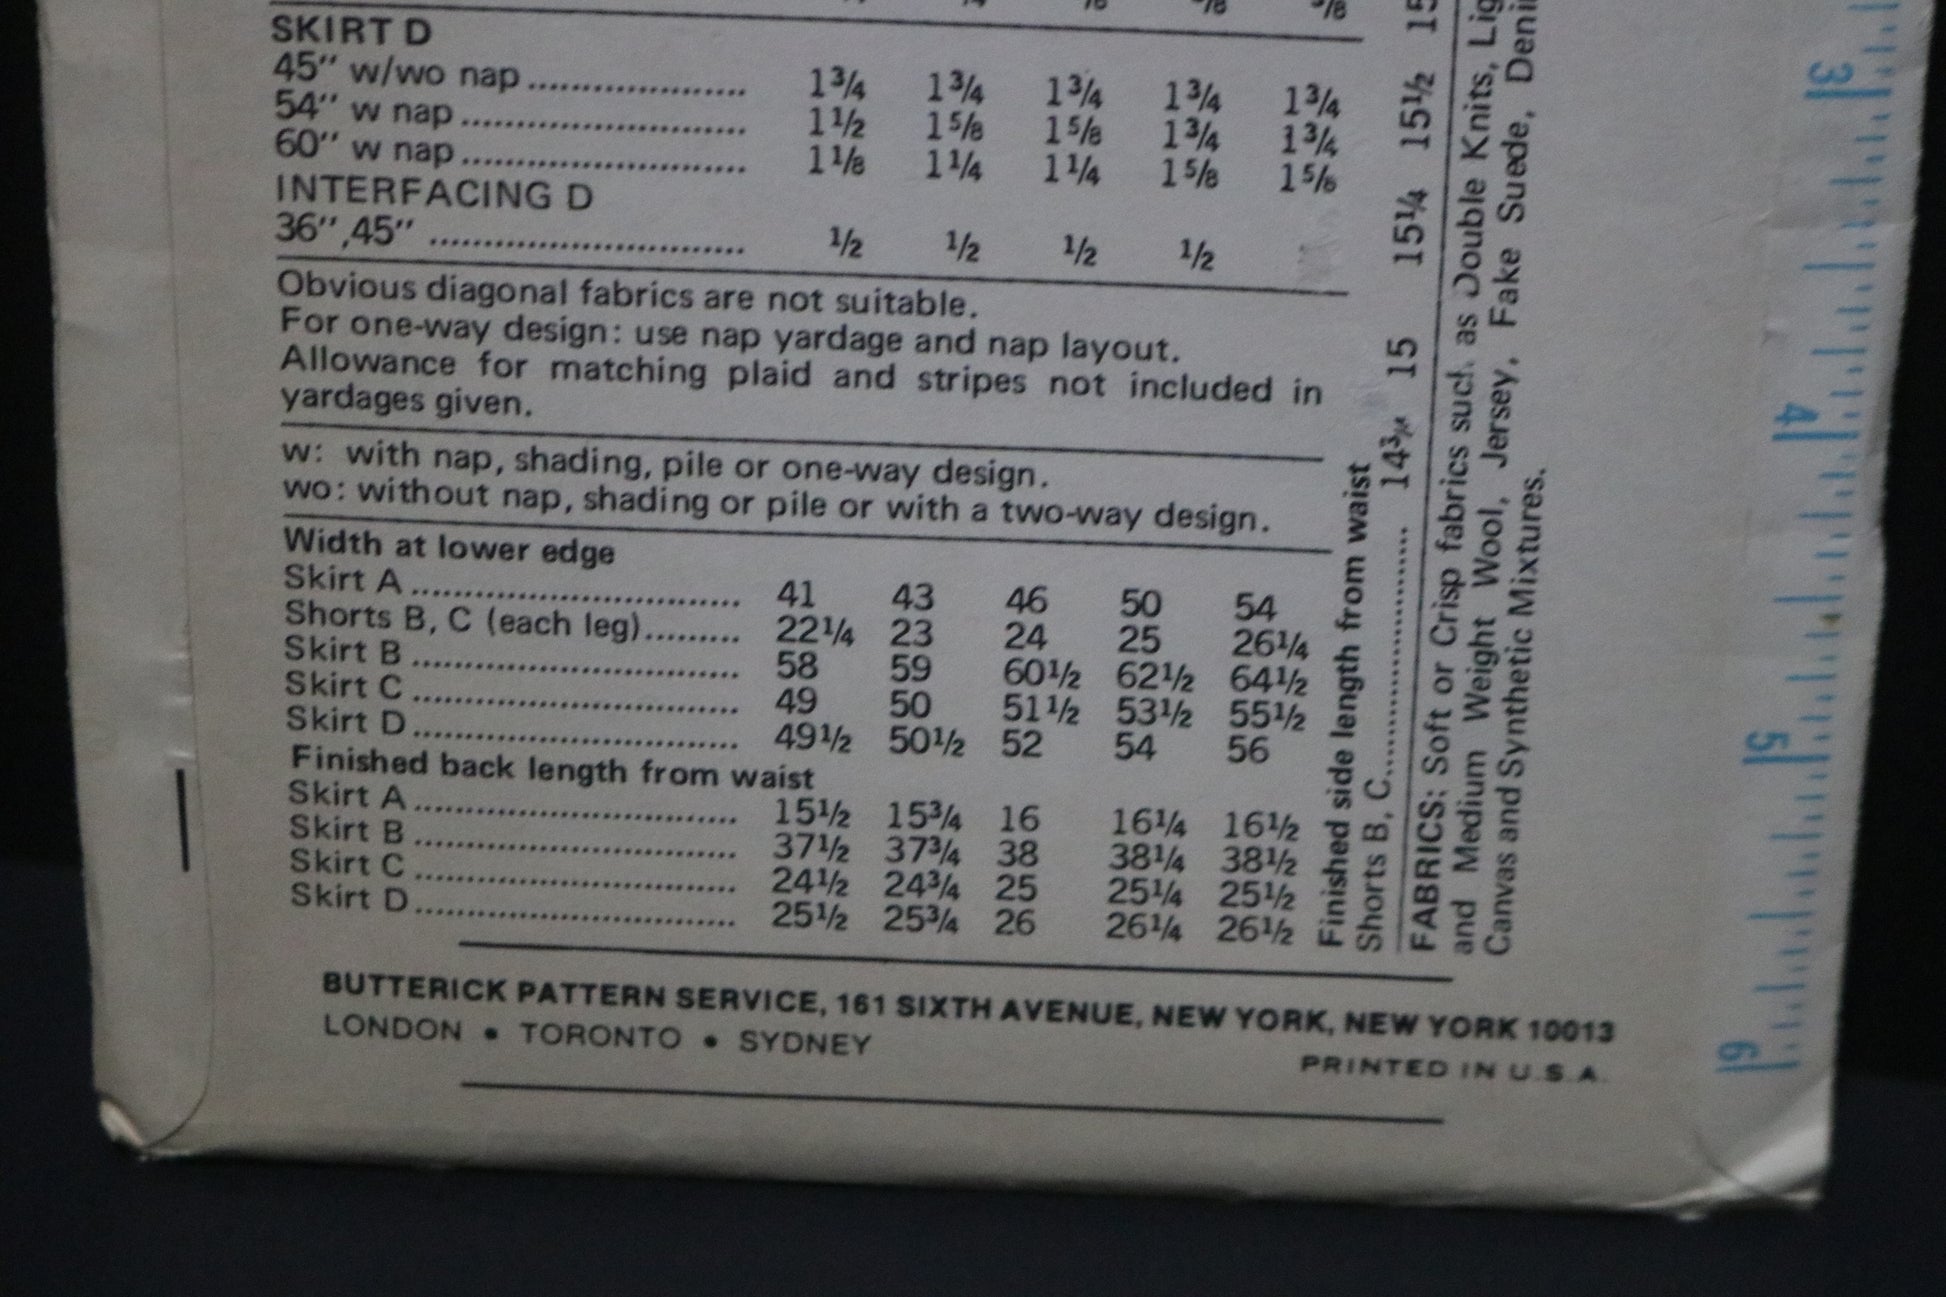 SKIRT D
45" w/wo nap ..................... 1¾ 1¾ 1¾ 1¾ 1¾
54" w nap ........................... 1½ 1⅝ 1⅝ 1¾ 1¾
60" w nap ........................... 1⅛ 1¼ 1¼ 1⅝ 1⅝
INTERFACING D
36",45" .............................. ½ ½ ½ ½
Obvious diagonal fabrics are not suitable.
For one-way design: use nap yardage and nap layout.
Allowance for matching plaid and stripes not included in
yardages given.
w: with nap, shading, pile or one-way design.
wo: without nap, shading or pile or with a two-way design.
Width at lower edge
Skirt A ................................. 41 43 46 50 54
Shorts B, C (each leg).......... 22¼ 23 24 25 26¼
Skirt B ................................. 58 59 60½ 62½ 64½
Skirt C ................................. 49 50 51½ 53½ 55½
Skirt D ................................. 49½ 50½ 52 54 56
Finished back length from waist
Skirt A ................................. 15½ 15¾ 16 16¼ 16½
Skirt B ................................. 37½ 37¾ 38 38¼ 38½
Skirt C ................................. 24½ 24¾ 25 25¼ 25½
Skirt D ................................. 25½ 25¾ 26 26¼ 26½
Finished side length from waist
Shorts B, C............................ 14¾ 15 15¼ 15½
FABRICS: Soft or Crisp fabrics such as Double Knits,
and Medium Weight Wool, Jersey, Fake Suede,
Canvas and Synthetic Mixtures.
BUTTERICK PATTERN SERVICE, 161 SIXTH AVENUE, NEW YORK, NEW YORK 10013
LONDON • TORONTO • SYDNEY
PRINTED IN U.S.A.
3
4
5
6